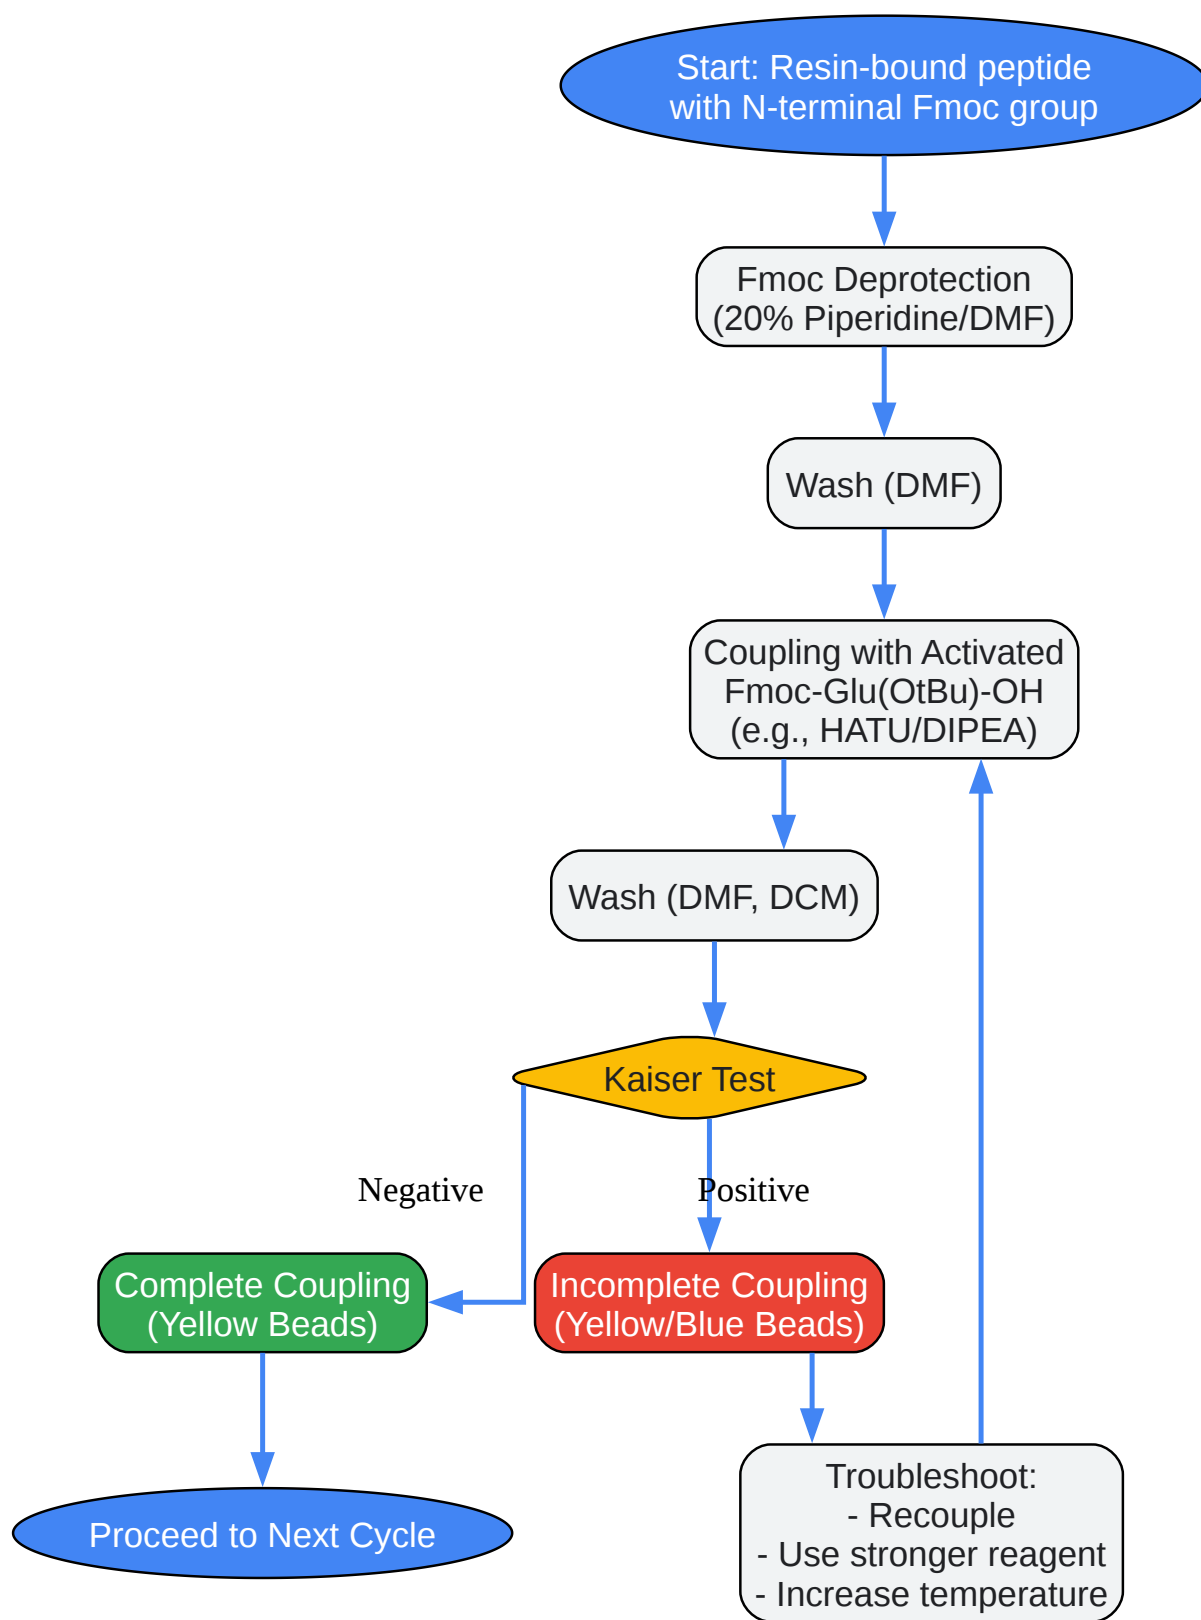 Start: Resin-bound peptide
with N-terminal Fmoc group
Fmoc Deprotection
(20% Piperidine/DMF)
Wash (DMF)
Coupling with Activated
Fmoc-Glu(OtBu)-OH
(e.g., HATU/DIPEA)
Wash (DMF, DCM)
Kaiser Test
Negative
Positive
Complete Coupling
(Yellow Beads)
Incomplete Coupling
(Yellow/Blue Beads)
Proceed to Next Cycle
Troubleshoot:
- Recouple
- Use stronger reagent
- Increase temperature